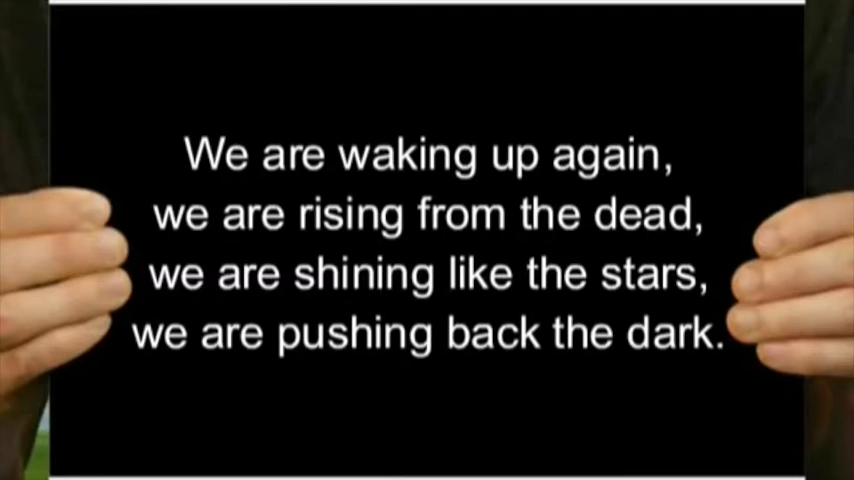 We are waking up again,
we are rising from the dead,
we are shining like the stars,
we are pushing back the dark.